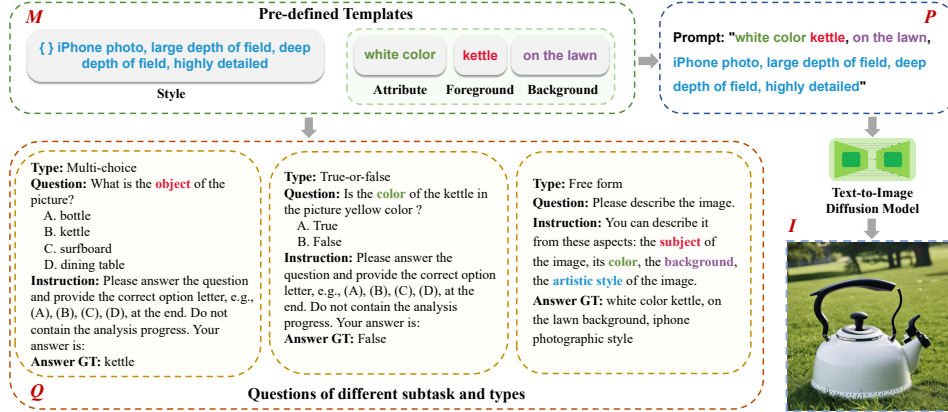 M
Pre-defined Templates
{ } iPhone photo, large depth of field, deep
depth of field, highly detailed
Style
white color
kettle
on the lawn
Attribute
Foreground
Background
P
Prompt: "white color kettle, on the lawn,
iPhone photo, large depth of field, deep
depth of field, highly detailed"
Type: Multi-choice
Question: What is the object of the
picture?
A. bottle
B. kettle
C. surfboard
D. dining table
Instruction: Please answer the question
and provide the correct option letter, e.g.,
(A), (B), (C), (D), at the end. Do not
contain the analysis progress. Your
answer is:
Answer GT: kettle
Type: True-or-false
Question: Is the color of the kettle in
the picture yellow color ?
A. True
B. False
Instruction: Please answer the
question and provide the correct option
letter, e.g., (A), (B), (C), (D), at the
end. Do not contain the analysis
progress. Your answer is:
Answer GT: False
Type: Free form
Question: Please describe the image.
Instruction: You can describe it
from these aspects: the subject of
the image, its color, the background,
the artistic style of the image.
Answer GT: white color kettle, on
the lawn background, iphone
photographic style
Q
Questions of different subtask and types
Text-to-Image
Diffusion Model
I